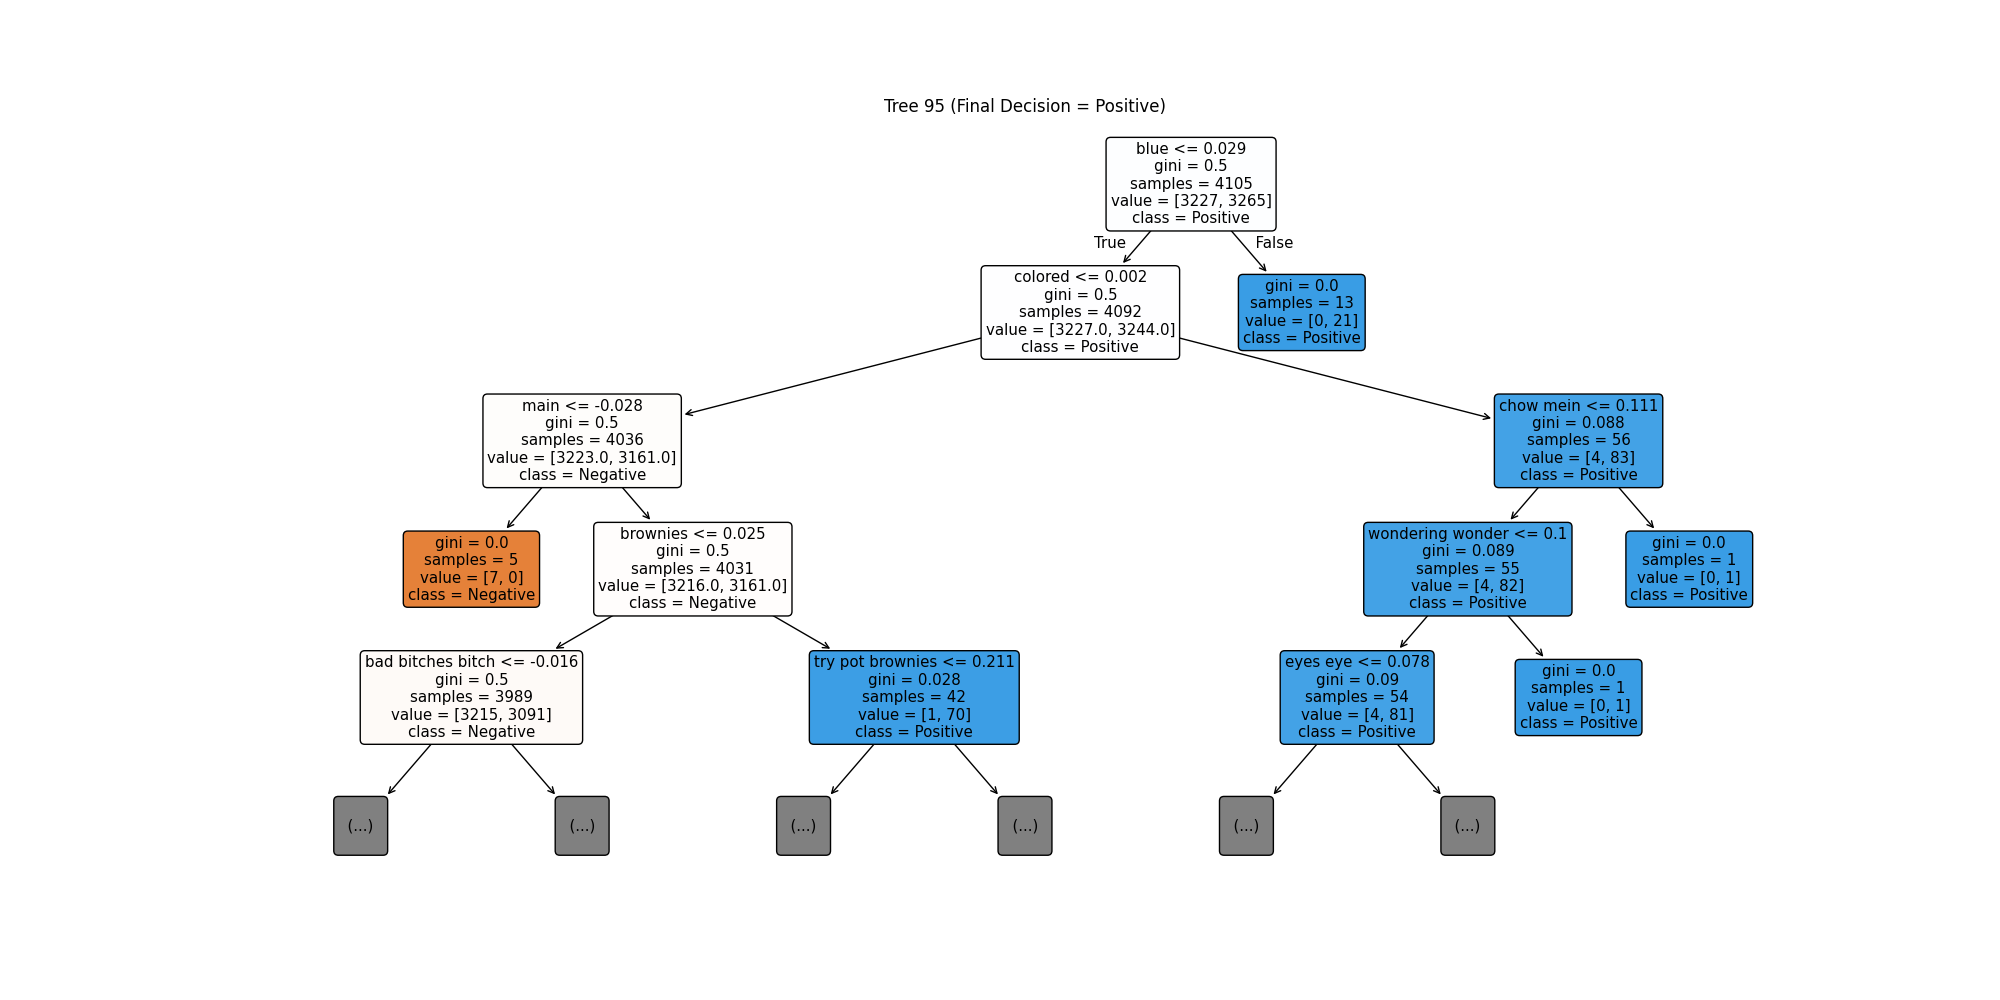 Tree 95 (Final Decision = Positive)
blue <= 0.029
gini = 0.5
samples = 4105
value = [3227, 3265]
class = Positive
True
False
colored <= 0.002
gini = 0.5
samples = 4092
value = [3227.0, 3244.0]
class = Positive
gini = 0.0
samples = 13
value = [0, 21]
class = Positive
main <= -0.028
gini = 0.5
samples = 4036
value = [3223.0, 3161.0]
class = Negative
chow mein <= 0.111
gini = 0.088
samples = 56
value = [4, 83]
class = Positive
gini = 0.0
samples = 5
value = [7, 0]
class = Negative
brownies <= 0.025
gini = 0.5
samples = 4031
value = [3216.0, 3161.0]
class = Negative
wondering wonder <= 0.1
gini = 0.089
samples = 55
value = [4, 82]
class = Positive
gini = 0.0
samples = 1
value = [0, 1]
class = Positive
bad bitches bitch <= -0.016
gini = 0.5
samples = 3989
value = [3215, 3091]
class = Negative
try pot brownies <= 0.211
gini = 0.028
samples = 42
value = [1, 70]
class = Positive
eyes eye <= 0.078
gini = 0.09
samples = 54
value = [4, 81]
class = Positive
gini = 0.0
samples = 1
value = [0, 1]
class = Positive
(...)
(...)
(...)
(...)
(...)
(...)